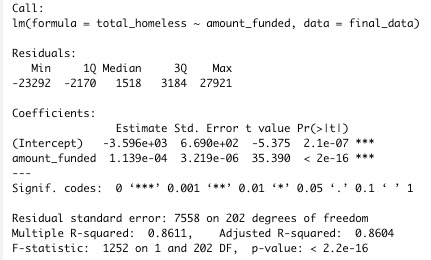 Call:
lm(formula = total_homeless ~ amount_funded, data = final_data)
Residuals:
Min 1Q Median 3Q Max
-23292 -2170 1518 3184 27921
Coefficients:
Estimate Std. Error t value Pr(>|t|)
(Intercept) -3.596e+03 6.690e+02 -5.375 2.1e-07 ***
amount_funded 1.139e-04 3.219e-06 35.390 < 2e-16 ***
---
Signif. codes: 0 ‘***’ 0.001 ‘**’ 0.01 ‘*’ 0.05 ‘.’ 0.1 ‘ ’ 1
Residual standard error: 7558 on 202 degrees of freedom
Multiple R-squared: 0.8611, Adjusted R-squared: 0.8604
F-statistic: 1252 on 1 and 202 DF, p-value: < 2.2e-16